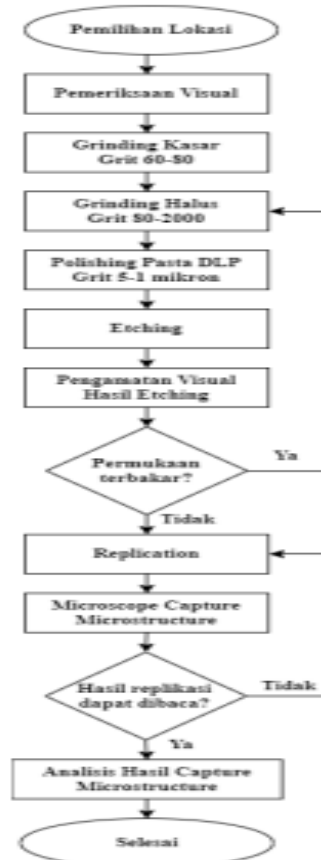 Pemilihan Lokasi
Pemeriksaan Visual
Grinding Kasar
Grit 60-80
Grinding Halus
Grit 80-2000
Polishing Pasta DLP
Grit 5-1 mikron
Etching
Pengamatan Visual
Hasil Etching
Permukaan
terbakar?
Ya
Tidak
Replication
Microscope Capture
Microstructure
Hasil replikasi
dapat dibaca?
Tidak
Ya
Analisis Hasil Capture
Microstructure
Selesai